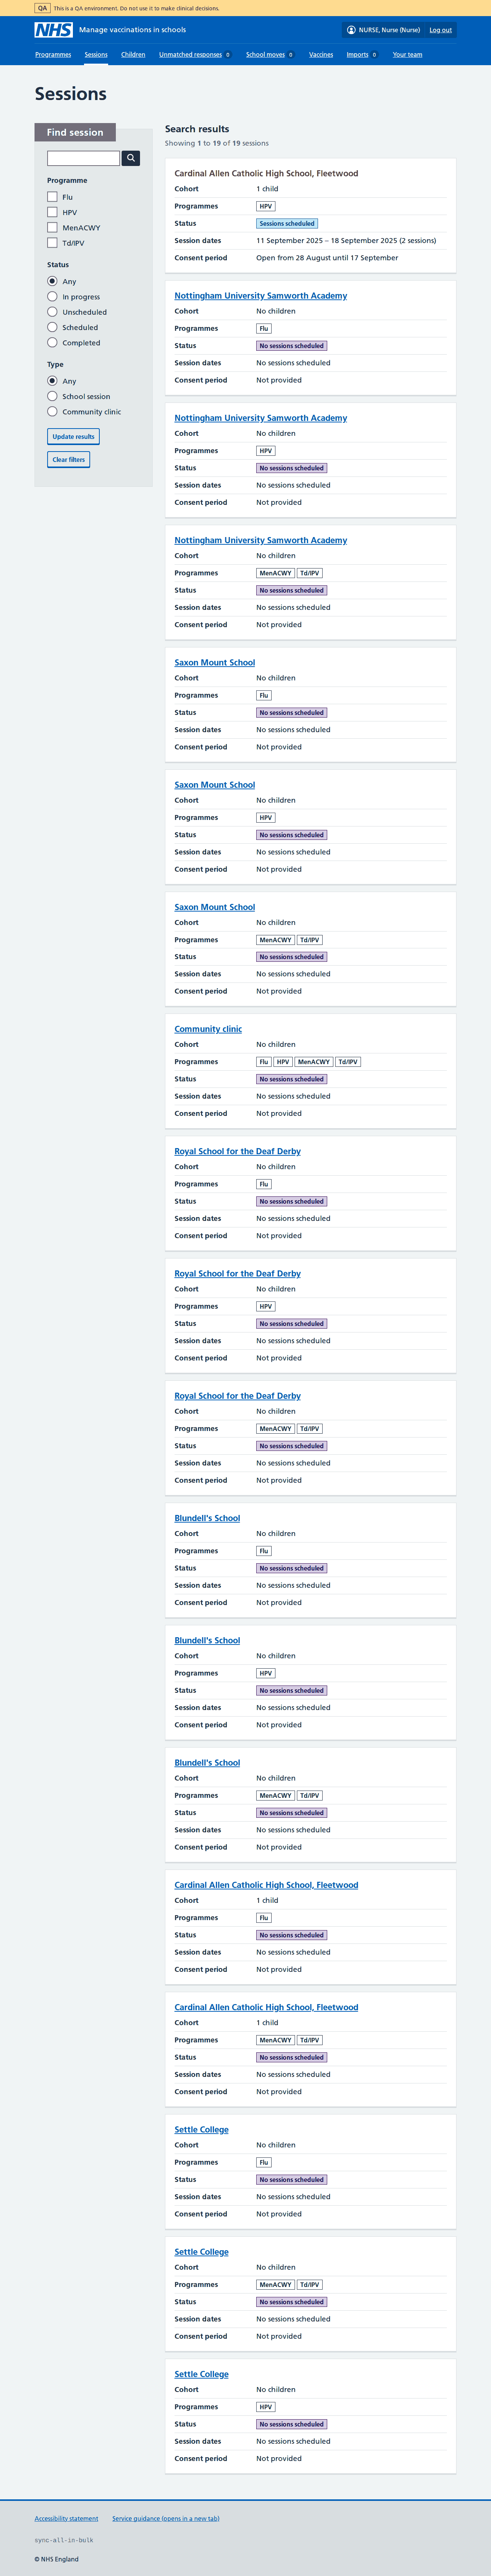 QA This is a QA environment. Do not use it to make clinical decisions.
NHS Manage vaccinations in schools NURSE, Nurse (Nurse) Log out
Programmes Sessions Children Unmatched responses 0 School moves 0 Vaccines Imports 0 Your team
Sessions
Find session
Programme
Flu
HPV
MenACWY
Td/IPV
Status
Any
In progress
Unscheduled
Scheduled
Completed
Type
Any
School session
Community clinic
Update results
Clear filters
Search results
Showing 1 to 19 of 19 sessions
Cardinal Allen Catholic High School, Fleetwood
Cohort 1 child
Programmes HPV
Status Sessions scheduled
Session dates 11 September 2025 – 18 September 2025 (2 sessions)
Consent period Open from 28 August until 17 September
Nottingham University Samworth Academy
Cohort No children
Programmes Flu
Status No sessions scheduled
Session dates No sessions scheduled
Consent period Not provided
Nottingham University Samworth Academy
Cohort No children
Programmes HPV
Status No sessions scheduled
Session dates No sessions scheduled
Consent period Not provided
Nottingham University Samworth Academy
Cohort No children
Programmes MenACWY Td/IPV
Status No sessions scheduled
Session dates No sessions scheduled
Consent period Not provided
Saxon Mount School
Cohort No children
Programmes Flu
Status No sessions scheduled
Session dates No sessions scheduled
Consent period Not provided
Saxon Mount School
Cohort No children
Programmes HPV
Status No sessions scheduled
Session dates No sessions scheduled
Consent period Not provided
Saxon Mount School
Cohort No children
Programmes MenACWY Td/IPV
Status No sessions scheduled
Session dates No sessions scheduled
Consent period Not provided
Community clinic
Cohort No children
Programmes Flu HPV MenACWY Td/IPV
Status No sessions scheduled
Session dates No sessions scheduled
Consent period Not provided
Royal School for the Deaf Derby
Cohort No children
Programmes Flu
Status No sessions scheduled
Session dates No sessions scheduled
Consent period Not provided
Royal School for the Deaf Derby
Cohort No children
Programmes HPV
Status No sessions scheduled
Session dates No sessions scheduled
Consent period Not provided
Royal School for the Deaf Derby
Cohort No children
Programmes MenACWY Td/IPV
Status No sessions scheduled
Session dates No sessions scheduled
Consent period Not provided
Blundell's School
Cohort No children
Programmes Flu
Status No sessions scheduled
Session dates No sessions scheduled
Consent period Not provided
Blundell's School
Cohort No children
Programmes HPV
Status No sessions scheduled
Session dates No sessions scheduled
Consent period Not provided
Blundell's School
Cohort No children
Programmes MenACWY Td/IPV
Status No sessions scheduled
Session dates No sessions scheduled
Consent period Not provided
Cardinal Allen Catholic High School, Fleetwood
Cohort 1 child
Programmes Flu
Status No sessions scheduled
Session dates No sessions scheduled
Consent period Not provided
Cardinal Allen Catholic High School, Fleetwood
Cohort 1 child
Programmes MenACWY Td/IPV
Status No sessions scheduled
Session dates No sessions scheduled
Consent period Not provided
Settle College
Cohort No children
Programmes Flu
Status No sessions scheduled
Session dates No sessions scheduled
Consent period Not provided
Settle College
Cohort No children
Programmes MenACWY Td/IPV
Status No sessions scheduled
Session dates No sessions scheduled
Consent period Not provided
Settle College
Cohort No children
Programmes HPV
Status No sessions scheduled
Session dates No sessions scheduled
Consent period Not provided
Accessibility statement Service guidance (opens in a new tab)
sync-all-in-bulk
© NHS England